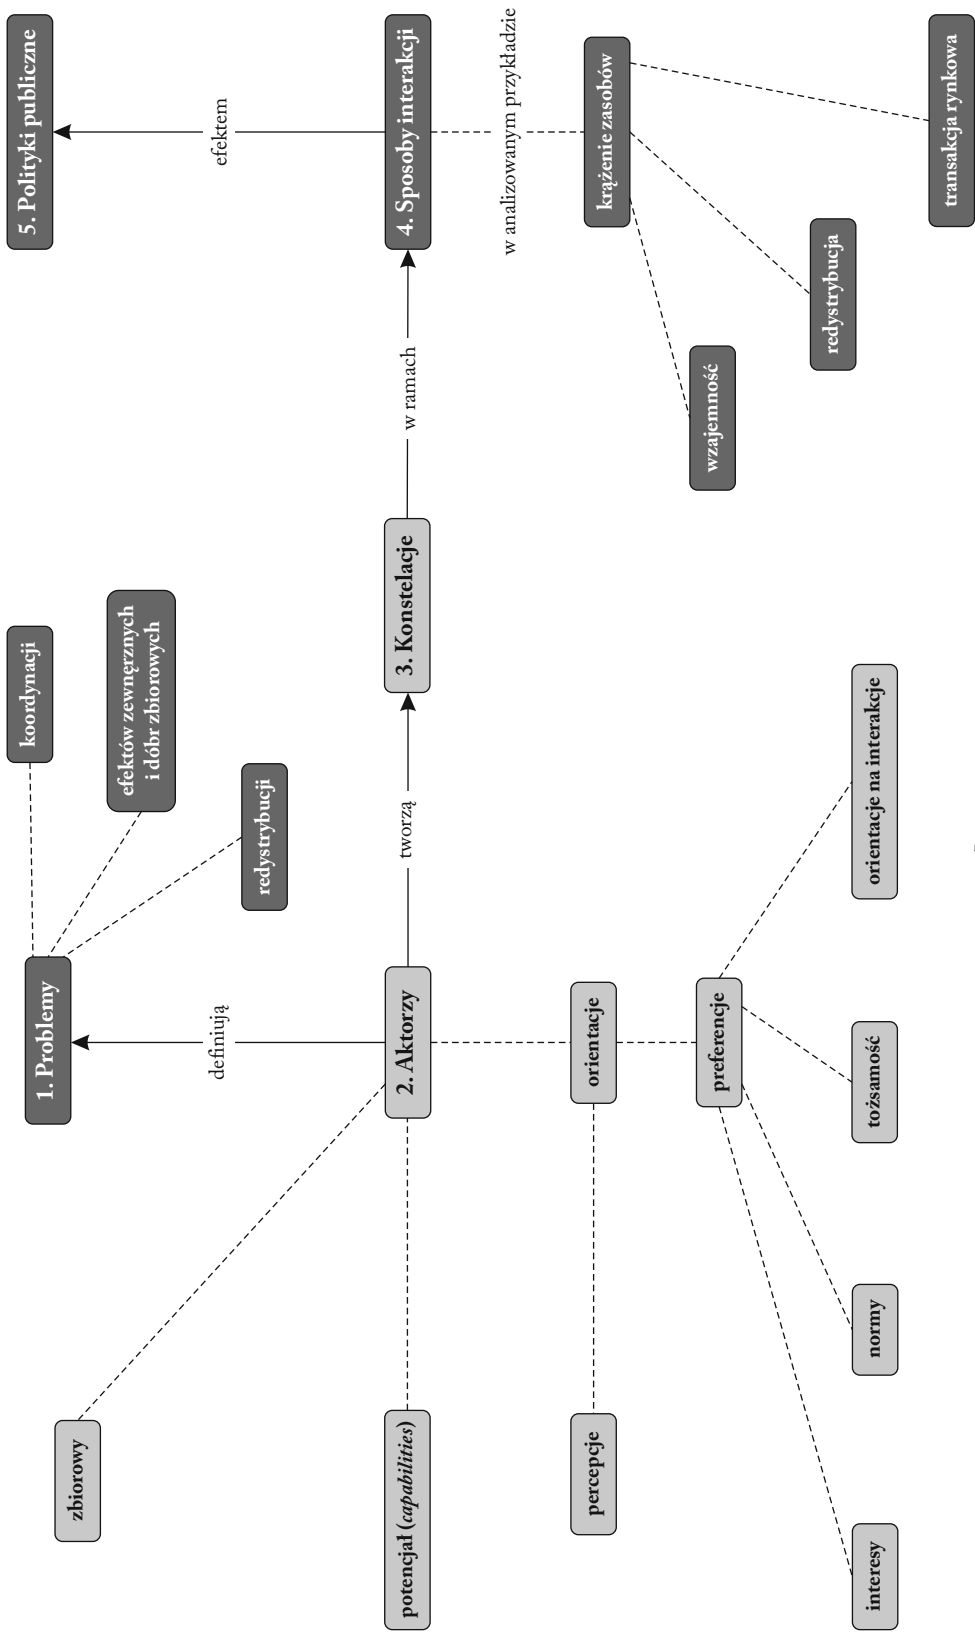 1. Problemy
koordynacji
efektów zewnęrznych
i dóbr zbiorowych
redystrybucji
5. Polityki publiczne
zbiorowy
definiują
efektem
potencjał (capabilities)
2. Aktorzy
tworzą
3. Konstelacje
w ramach
4. Sposoby interakcji
w analizowanym przykładzie
percepcje
orientacje
krążenie zasobów
preferencje
wzajemność
redystrybucja
transakcja rynkowa
interesy
normy
tożsamość
orientacje na interakcje